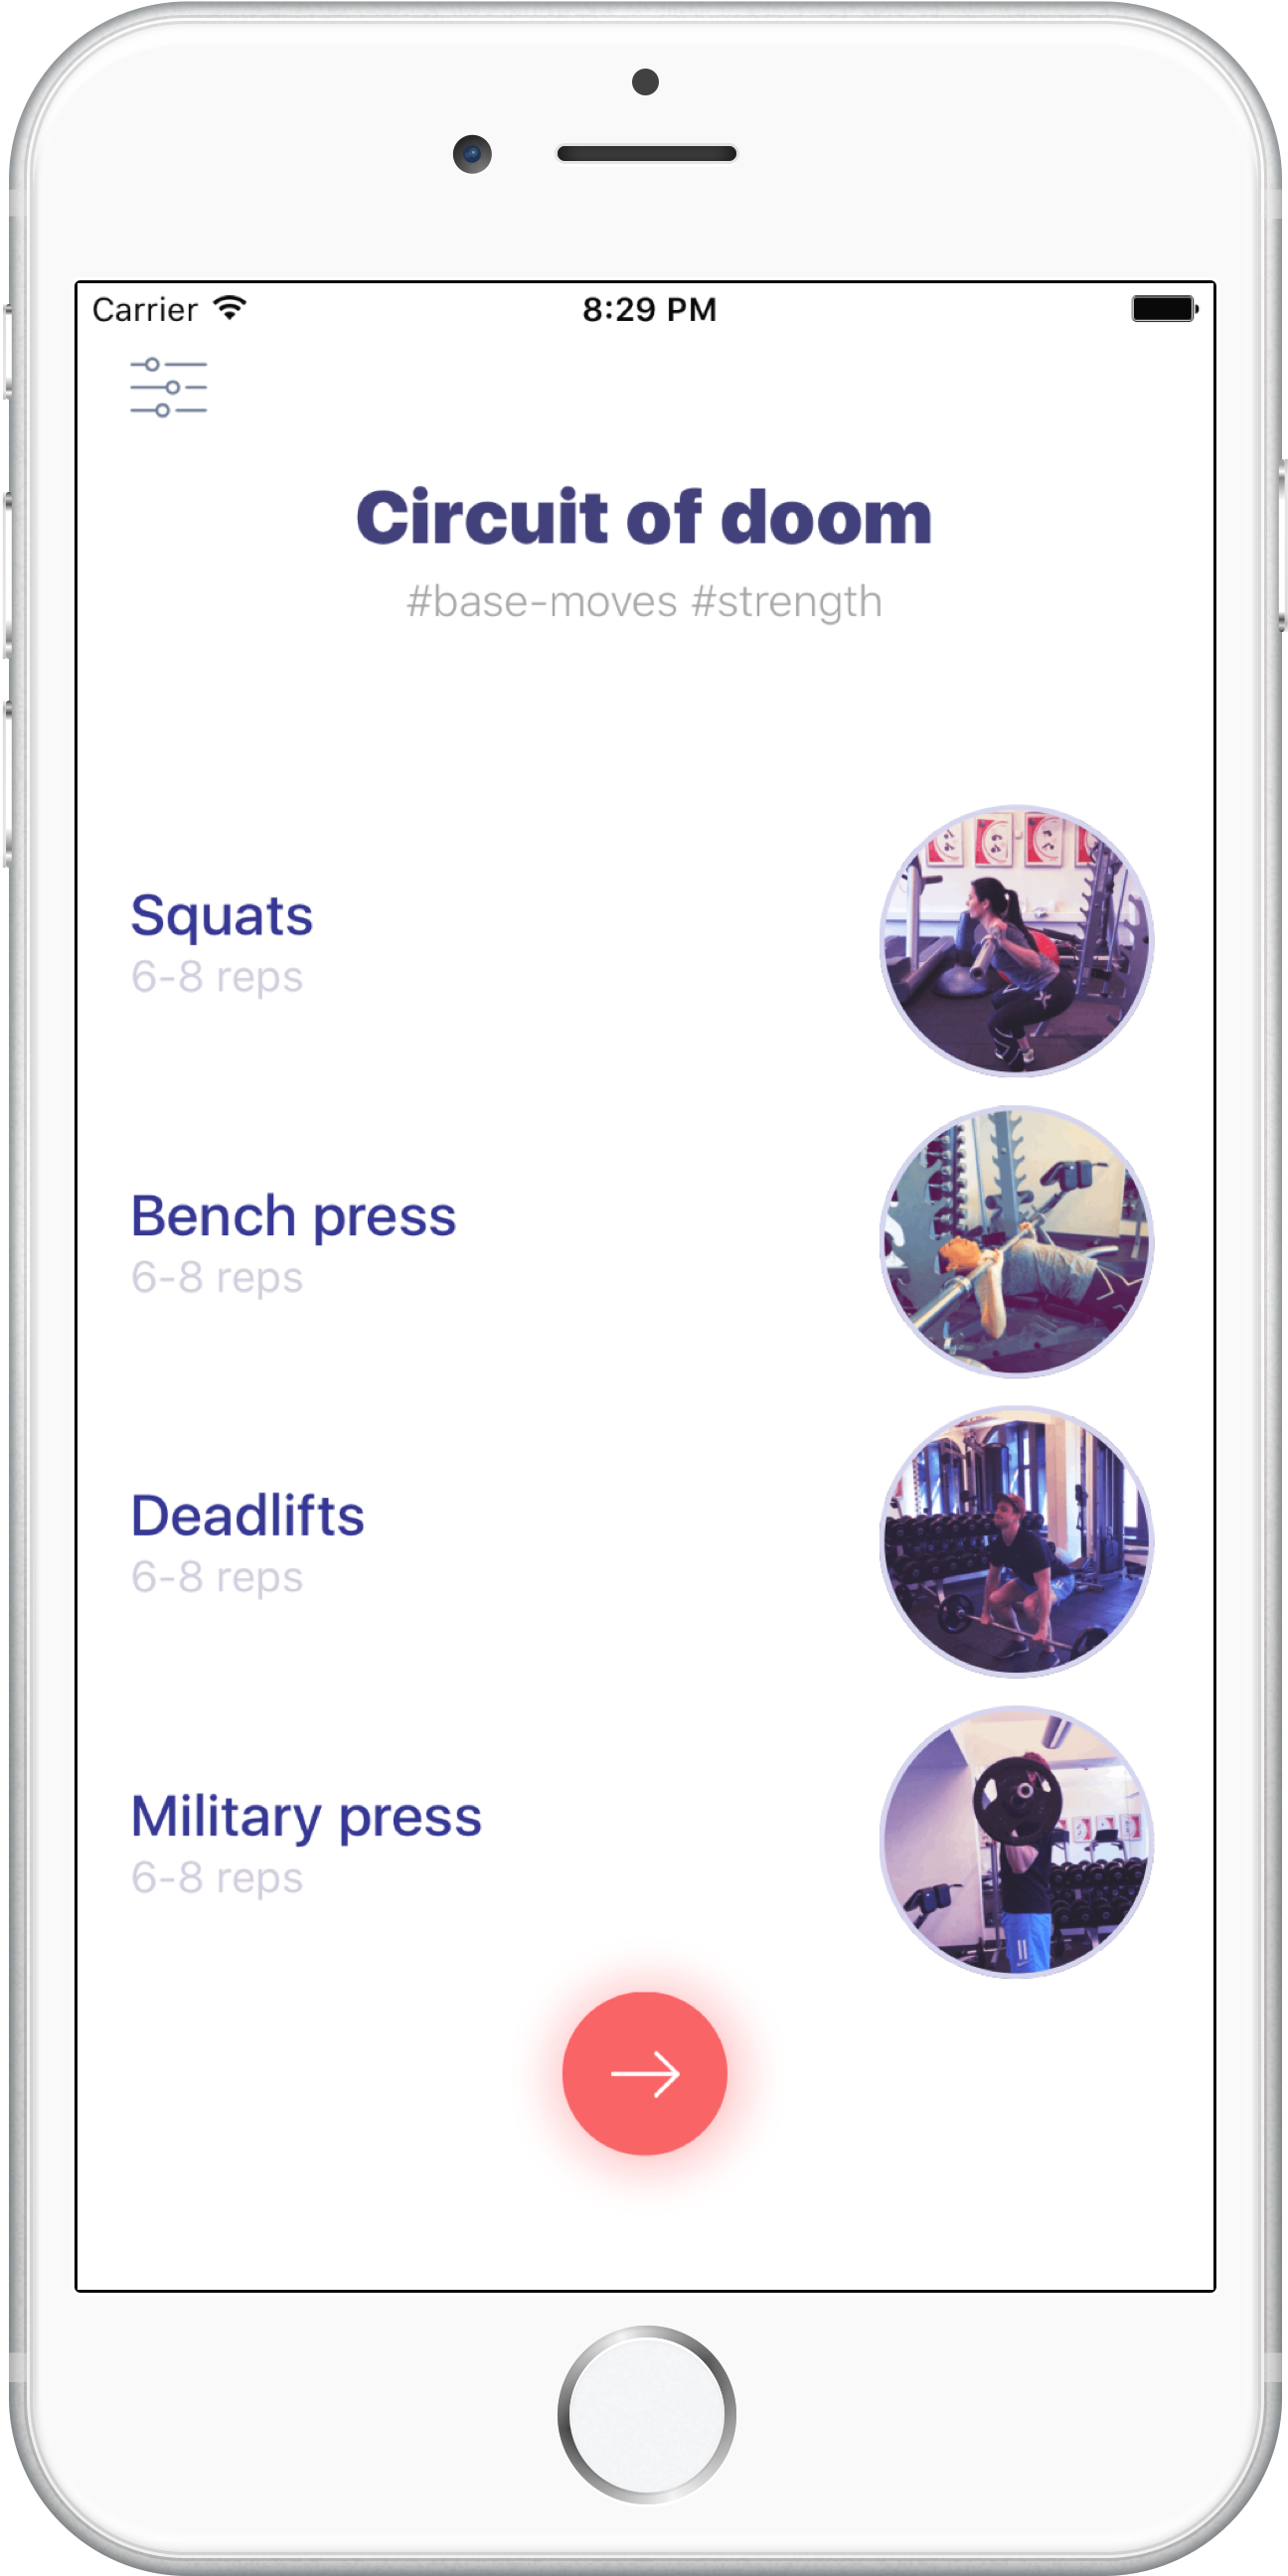 Carrier 8:29 PM
Circuit of doom
#base-moves #strength
Squats
6-8 reps
Bench press
6-8 reps
Deadlifts
6-8 reps
Military press
6-8 reps